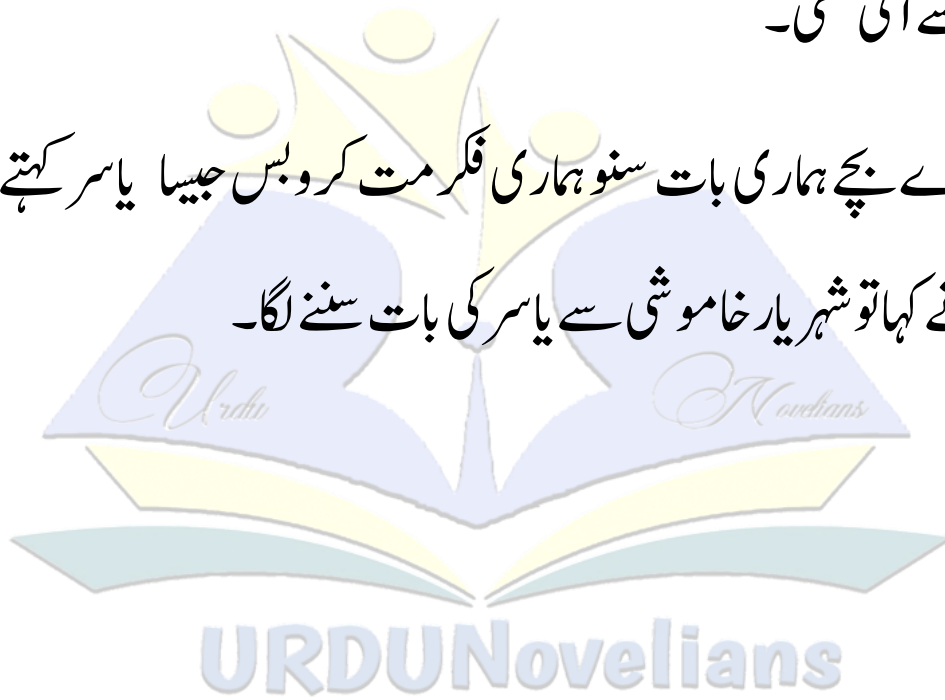 بچے ہماری بات سنو ہماری فکر مت کرو بس جیسا یاسر کہتے
کہا تو شہریار خاموشی سے یاسر کی بات سننے لگا۔
Urdu Novelians
URDUNovelians